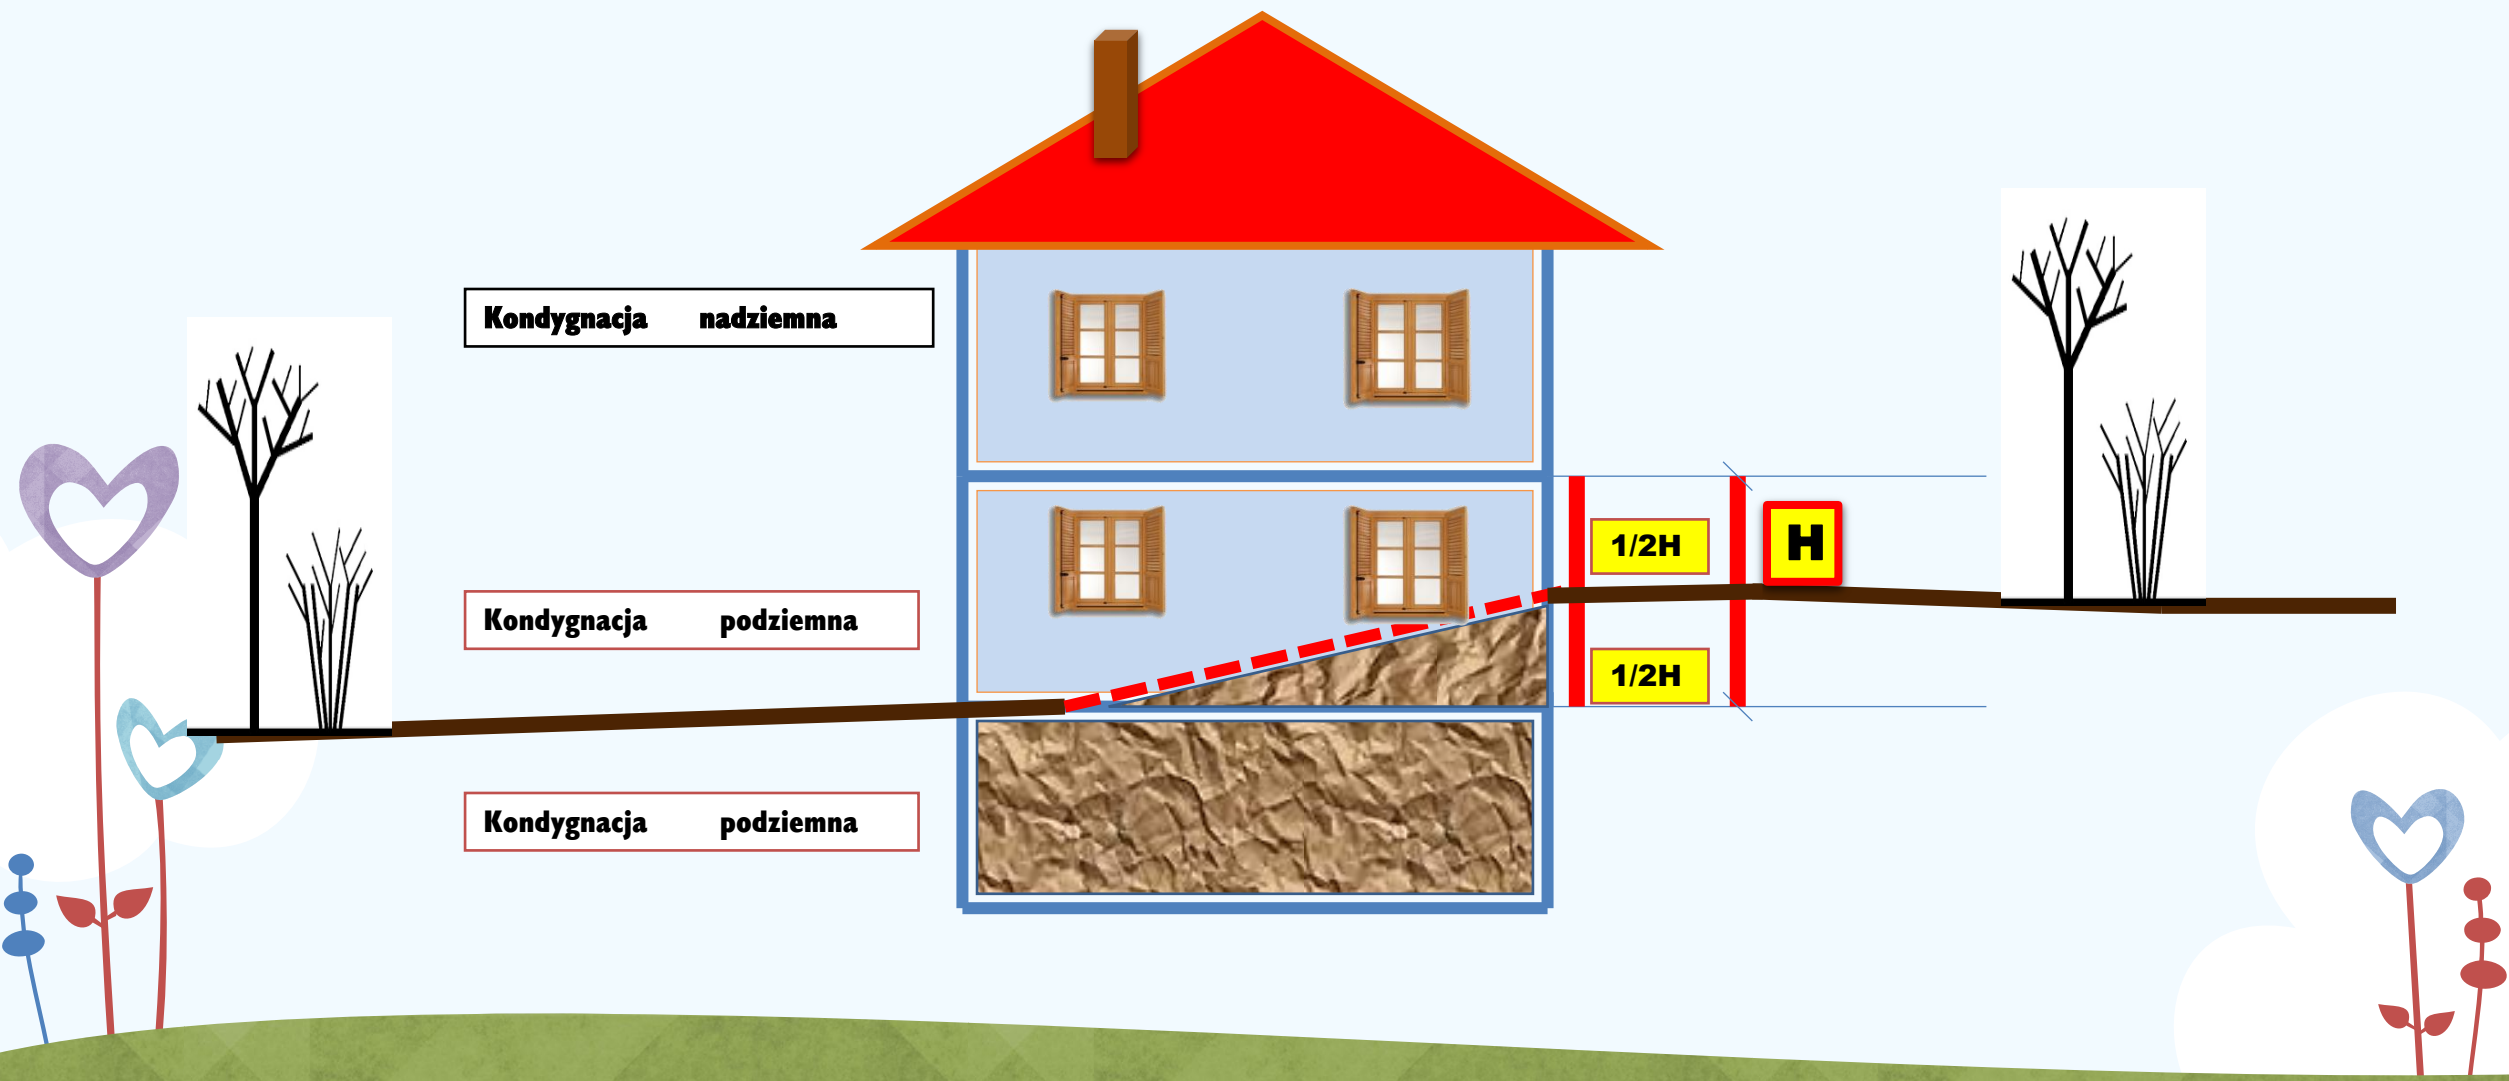 Kondygnacja nadziemna
1/2H
H
Kondygnacja podziemna
1/2H
Kondygnacja podziemna